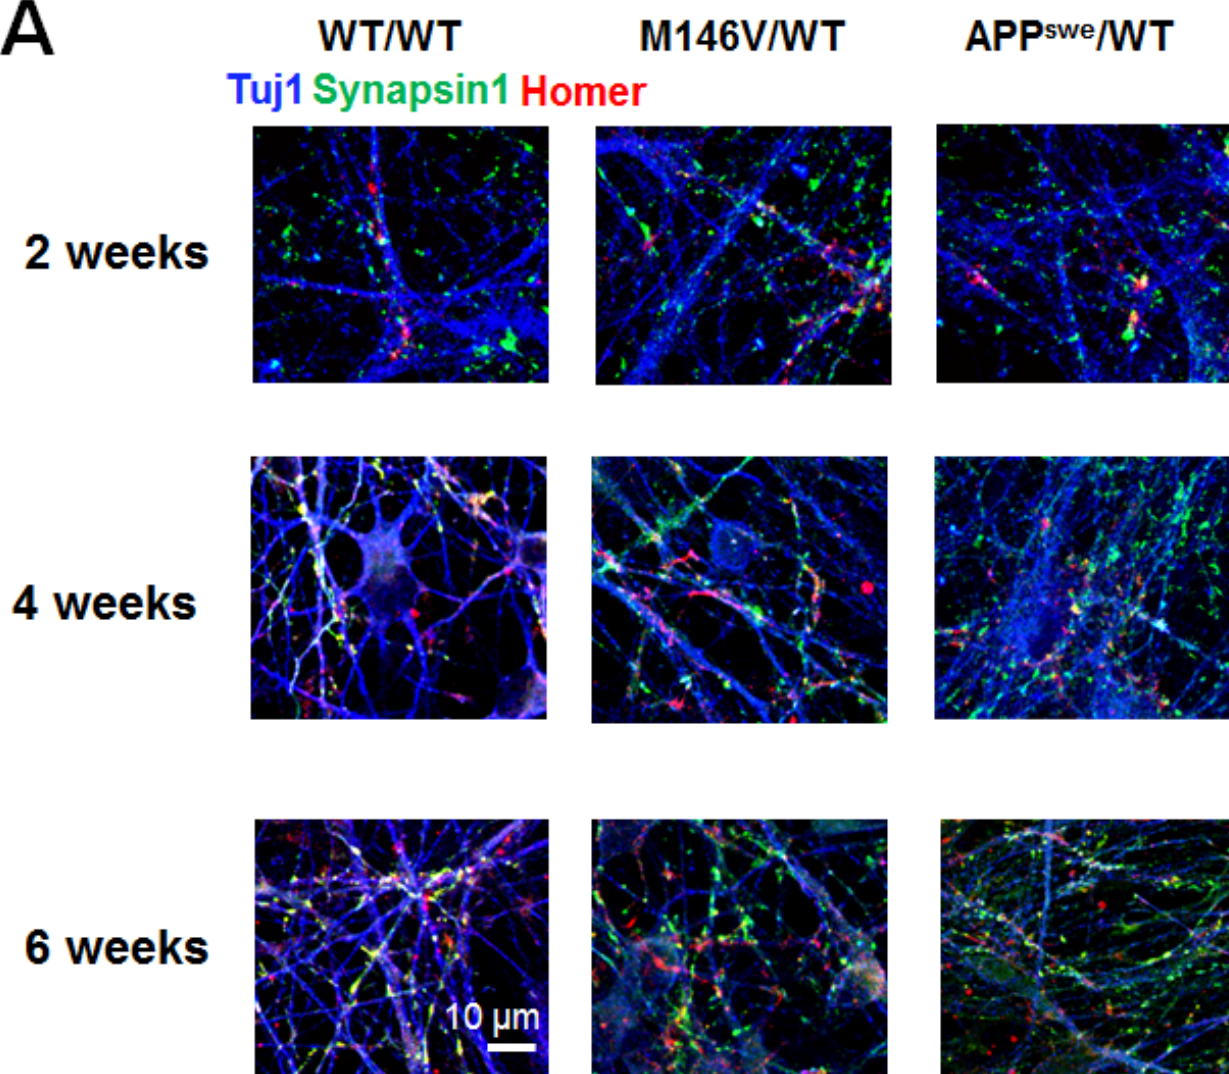 A
WT/WT M146V/WT APPswe/WT
Tuj1 Synapsin1 Homer
2 weeks
4 weeks
6 weeks
10 µm